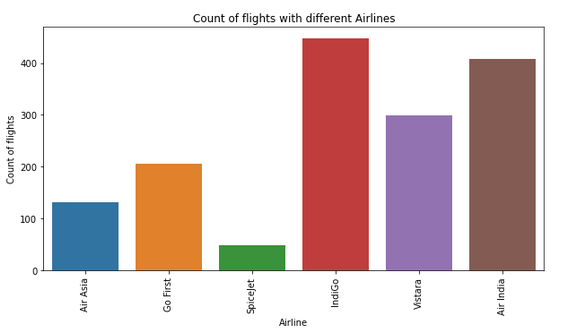 Count of flights with different Airlines
Count of flights
400
300
200
100
0
Air Asia
Go First
SpiceJet
IndiGo
Vistara
Air India
Airline